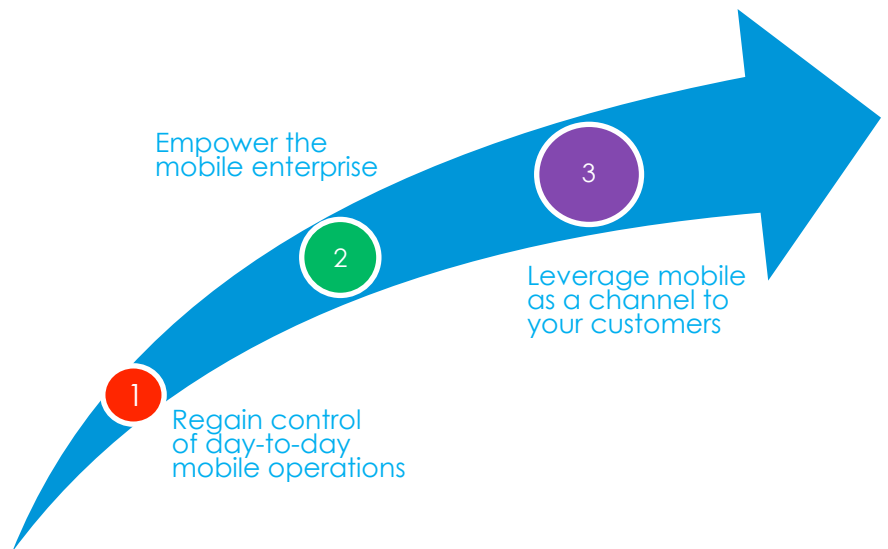 Empower the
mobile enterprise
3
2
Leverage mobile
as a channel to
your customers
1
Regain control
of day-to-day
mobile operations